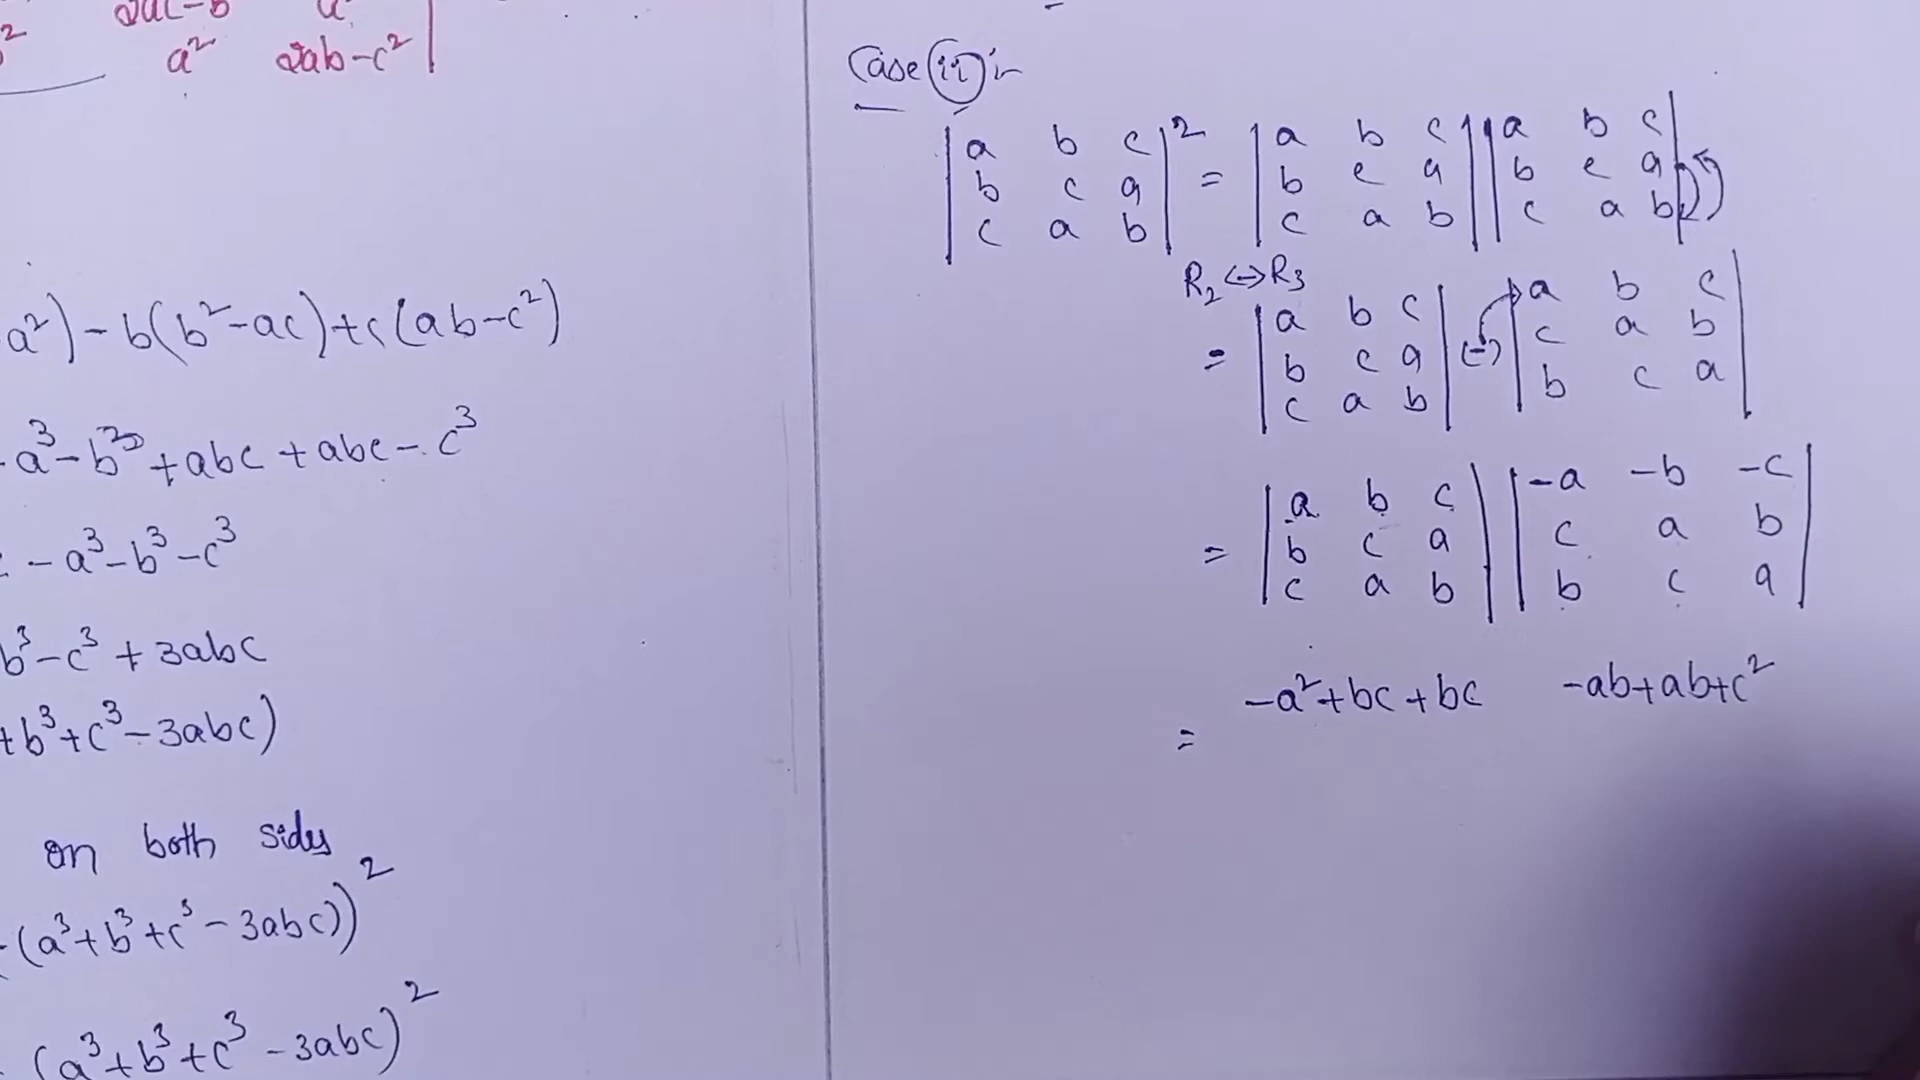 2ac-b
a² 2ab-c² |
a²)-b(b²-ac)+c(ab-c²)
-a³-b³+abc+abc-c³
-a³-b³-c³
b³-c³+3abc
+b³+c³-3abc)
on both sides
-(a³+b³+c³-3abc))²
(a³+b³+c³-3abc)²
Case (ii):-
|a b c|² = |a b c| |a b c|
|b c a| |b c a| |b c a|
|c a b| |c a b| |c a b|
R₂↔R₃
= |a b c| (-) |a b c|
|b c a| |c a b|
|c a b| |b c a|
= |a b c| |-a -b -c|
|b c a| |c a b|
|c a b| |b c a|
= -a²+bc+bc -ab+ab+c²